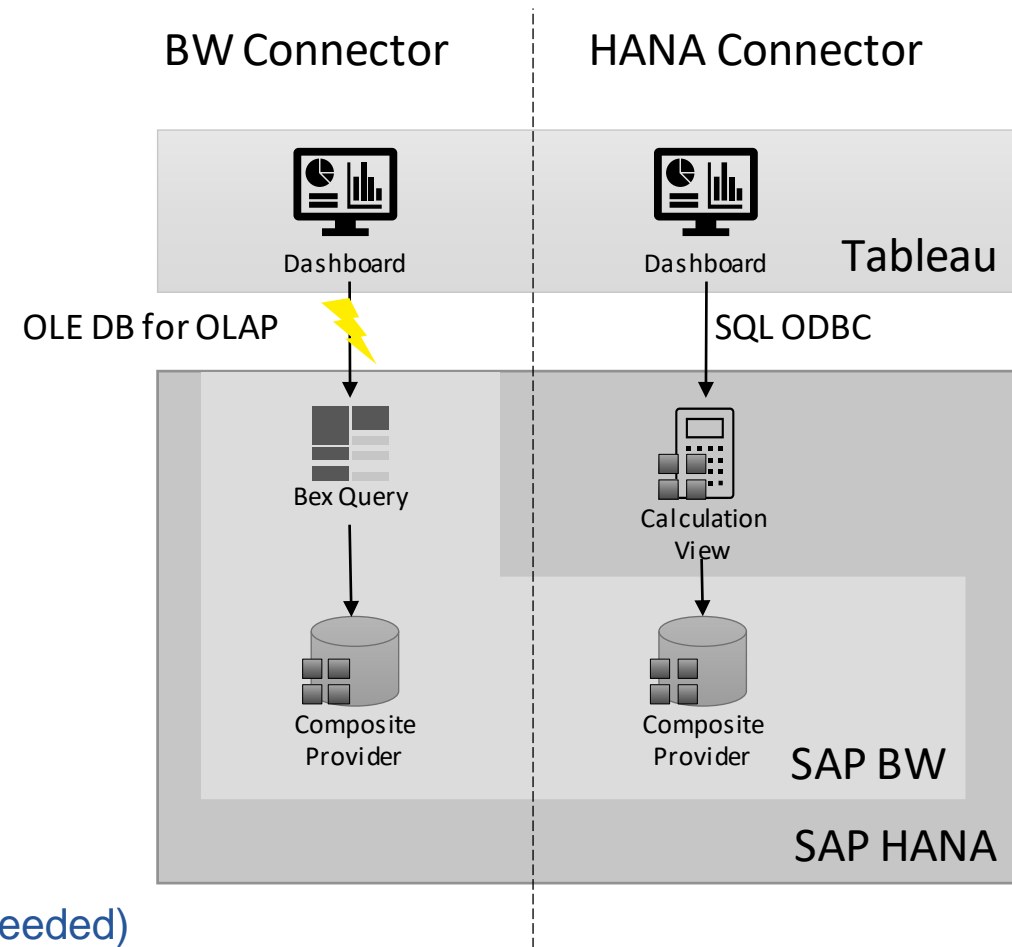 BW Connector
HANA Connector
Dashboard
Dashboard
Tableau
OLE DB for OLAP
SQL ODBC
Bex Query
Calculation
View
Composite
Provider
Composite
Provider
SAP BW
SAP HANA
eeded)